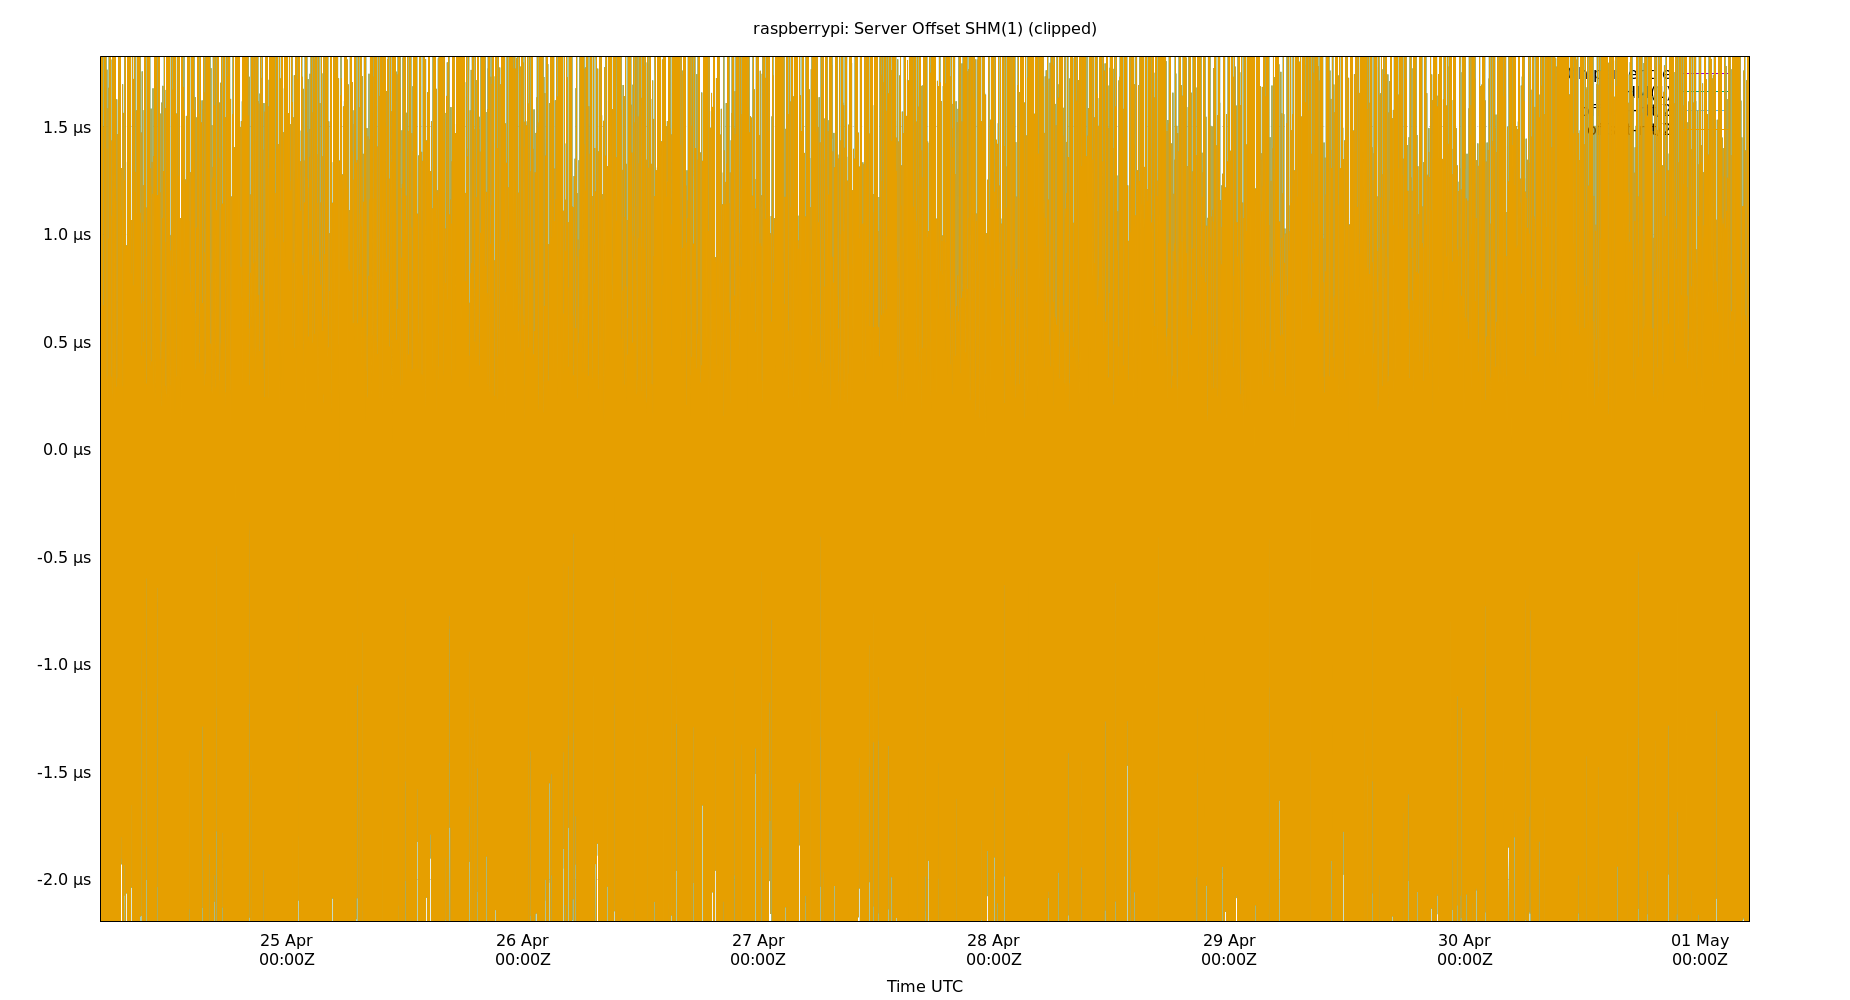 raspberrypi: Server Offset SHM(1) (clipped)
1.5 µs
1.0 µs
0.5 µs
0.0 µs
-0.5 µs
-1.0 µs
-1.5 µs
-2.0 µs
25 Apr 26 Apr 27 Apr 28 Apr 29 Apr 30 Apr 01 May
00:00Z 00:00Z 00:00Z 00:00Z 00:00Z 00:00Z 00:00Z
Time UTC